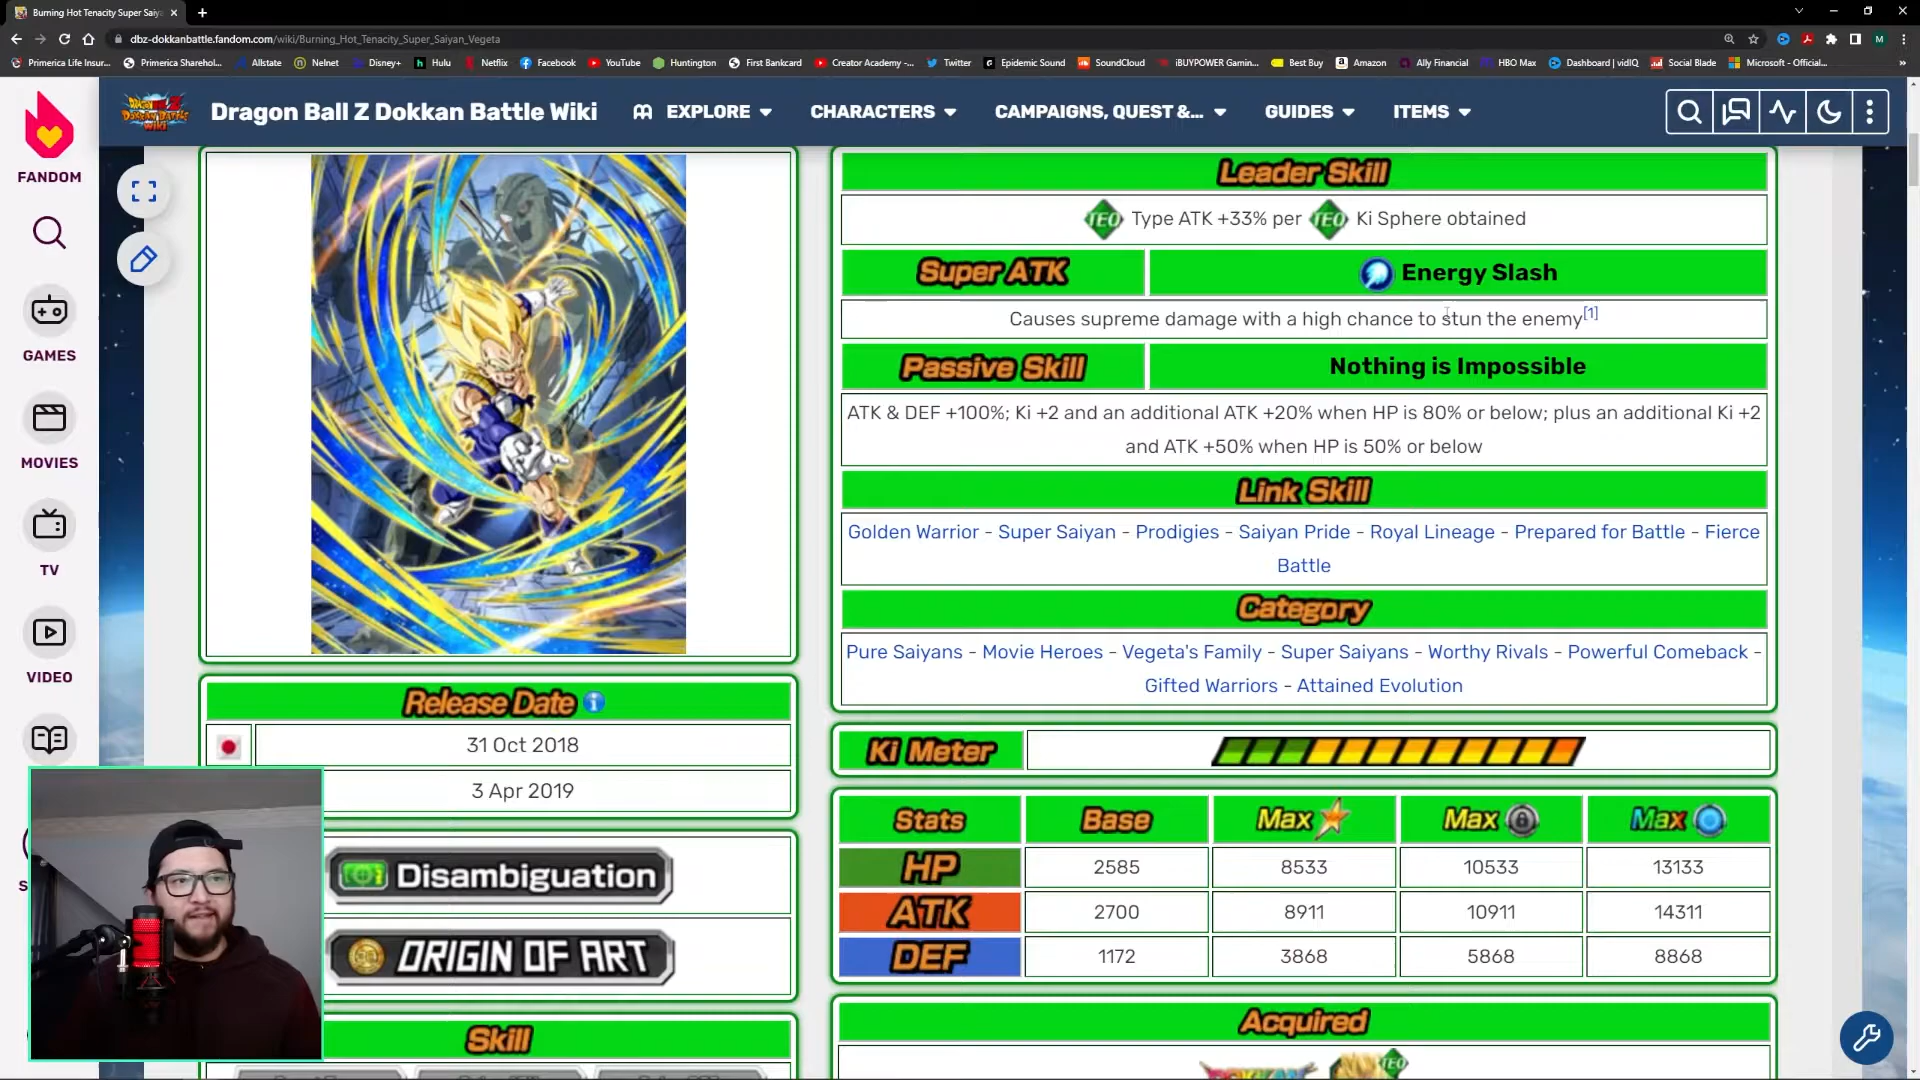 Burning Hot Tenacity Super Saiy
dbz-dokkanbattle.fandom.com/wiki/Burning_Hot_Tenacity_Super_Saiyan_Vegeta
Primerica Life Insur... Primerica Sharehol... Allstate Nelnet Disney+ Hulu Netflix Facebook YouTube Huntington First Bankcard Creator Academy -... Twitter Epidemic Sound SoundCloud iBUYPOWER Gamin... Best Buy Amazon Ally Financial HBO Max Dashboard | vidIQ Social Blade Microsoft - Official...
Dragon Ball Z Dokkan Battle Wiki EXPLORE CHARACTERS CAMPAIGNS, QUEST &... GUIDES ITEMS
FANDOM
GAMES
MOVIES
TV
VIDEO
Leader Skill
TEQ Type ATK +33% per TEQ Ki Sphere obtained
Super ATK Energy Slash
Causes supreme damage with a high chance to stun the enemy[1]
Passive Skill Nothing is Impossible
ATK & DEF +100%; Ki +2 and an additional ATK +20% when HP is 80% or below; plus an additional Ki +2
and ATK +50% when HP is 50% or below
Link Skill
Golden Warrior - Super Saiyan - Prodigies - Saiyan Pride - Royal Lineage - Prepared for Battle - Fierce
Battle
Category
Pure Saiyans - Movie Heroes - Vegeta's Family - Super Saiyans - Worthy Rivals - Powerful Comeback -
Gifted Warriors - Attained Evolution
Release Date
31 Oct 2018
3 Apr 2019
Disambiguation
ORIGIN OF ART
Skill
Ki Meter
Stats Base Max Max Max
HP 2585 8533 10533 13133
ATK 2700 8911 10911 14311
DEF 1172 3868 5868 8868
Acquired
TEQ